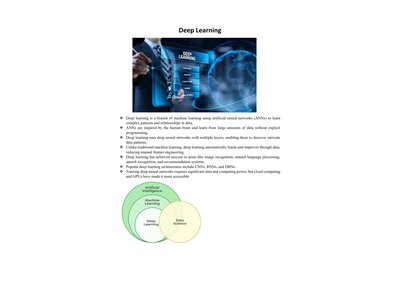 Deep Learning
DEEP
LEARNING
❖ Deep learning is a branch of machine learning using artificial neural networks (ANNs) to learn
complex patterns and relationships in data.
❖ ANNs are inspired by the human brain and learn from large amounts of data without explicit
programming.
❖ Deep learning uses deep neural networks with multiple layers, enabling them to discover intricate
data patterns.
❖ Unlike traditional machine learning, deep learning automatically learns and improves through data,
reducing manual feature engineering.
❖ Deep learning has achieved success in areas like image recognition, natural language processing,
speech recognition, and recommendation systems.
❖ Popular deep learning architectures include CNNs, RNNs, and DBNs.
❖ Training deep neural networks requires significant data and computing power, but cloud computing
and GPUs have made it more accessible.
Artificial
Intelligence
Machine
Learning
Deep
Learning
Data
Science